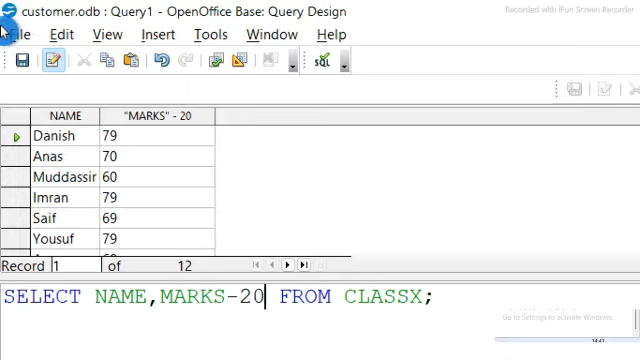 customer.odb : Query1 - OpenOffice Base: Query Design
Recorded with iFun Screen Recorder
File Edit View Insert Tools Window Help
SQL
NAME "MARKS" - 20
Danish 79
Anas 70
Muddassir 60
Imran 79
Saif 69
Yousuf 79
Record 1 of 12
SELECT NAME,MARKS-20 FROM CLASSX;
Go to Settings to activate Windows.